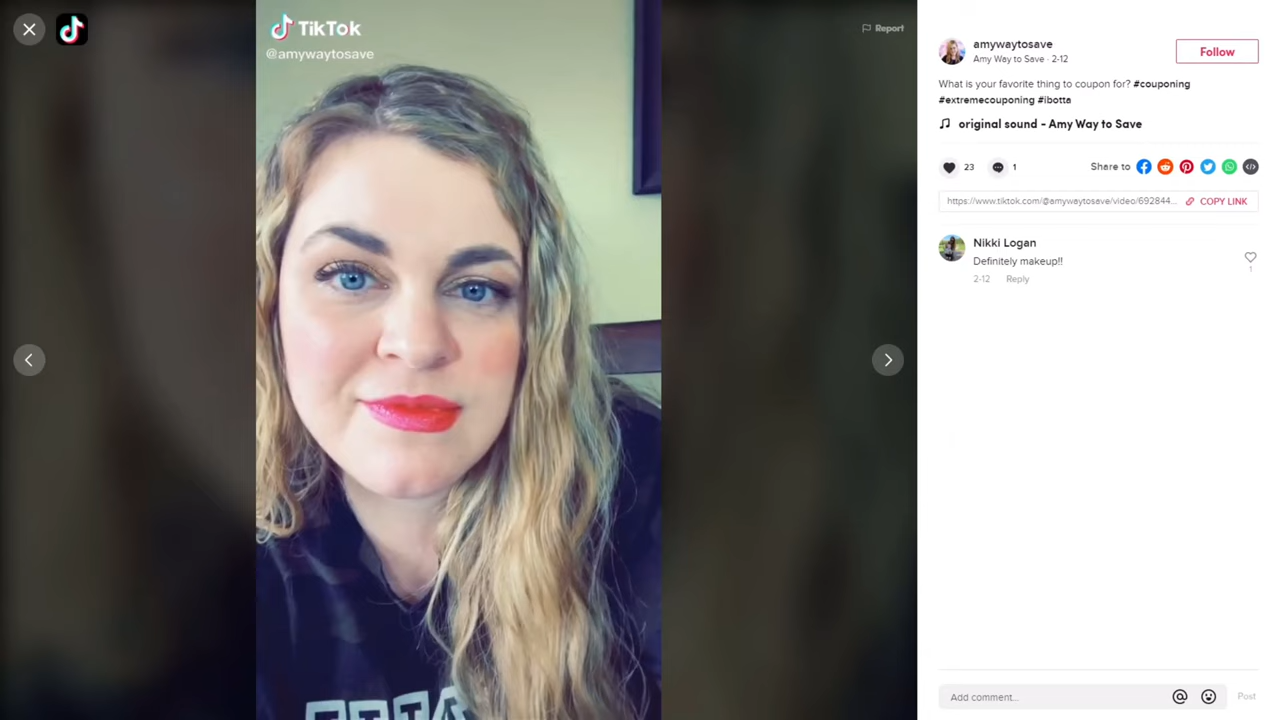 TikTok
@amywaytosave
Report
amywaytosave
Amy Way to Save · 2-12
Follow
What is your favorite thing to coupon for? #couponing
#extremecouponing #ibotta
original sound - Amy Way to Save
23
1
Share to
https://www.tiktok.com/@amywaytosave/video/692844...
COPY LINK
Nikki Logan
Definitely makeup!!
2-12
Reply
1
Add comment...
Post